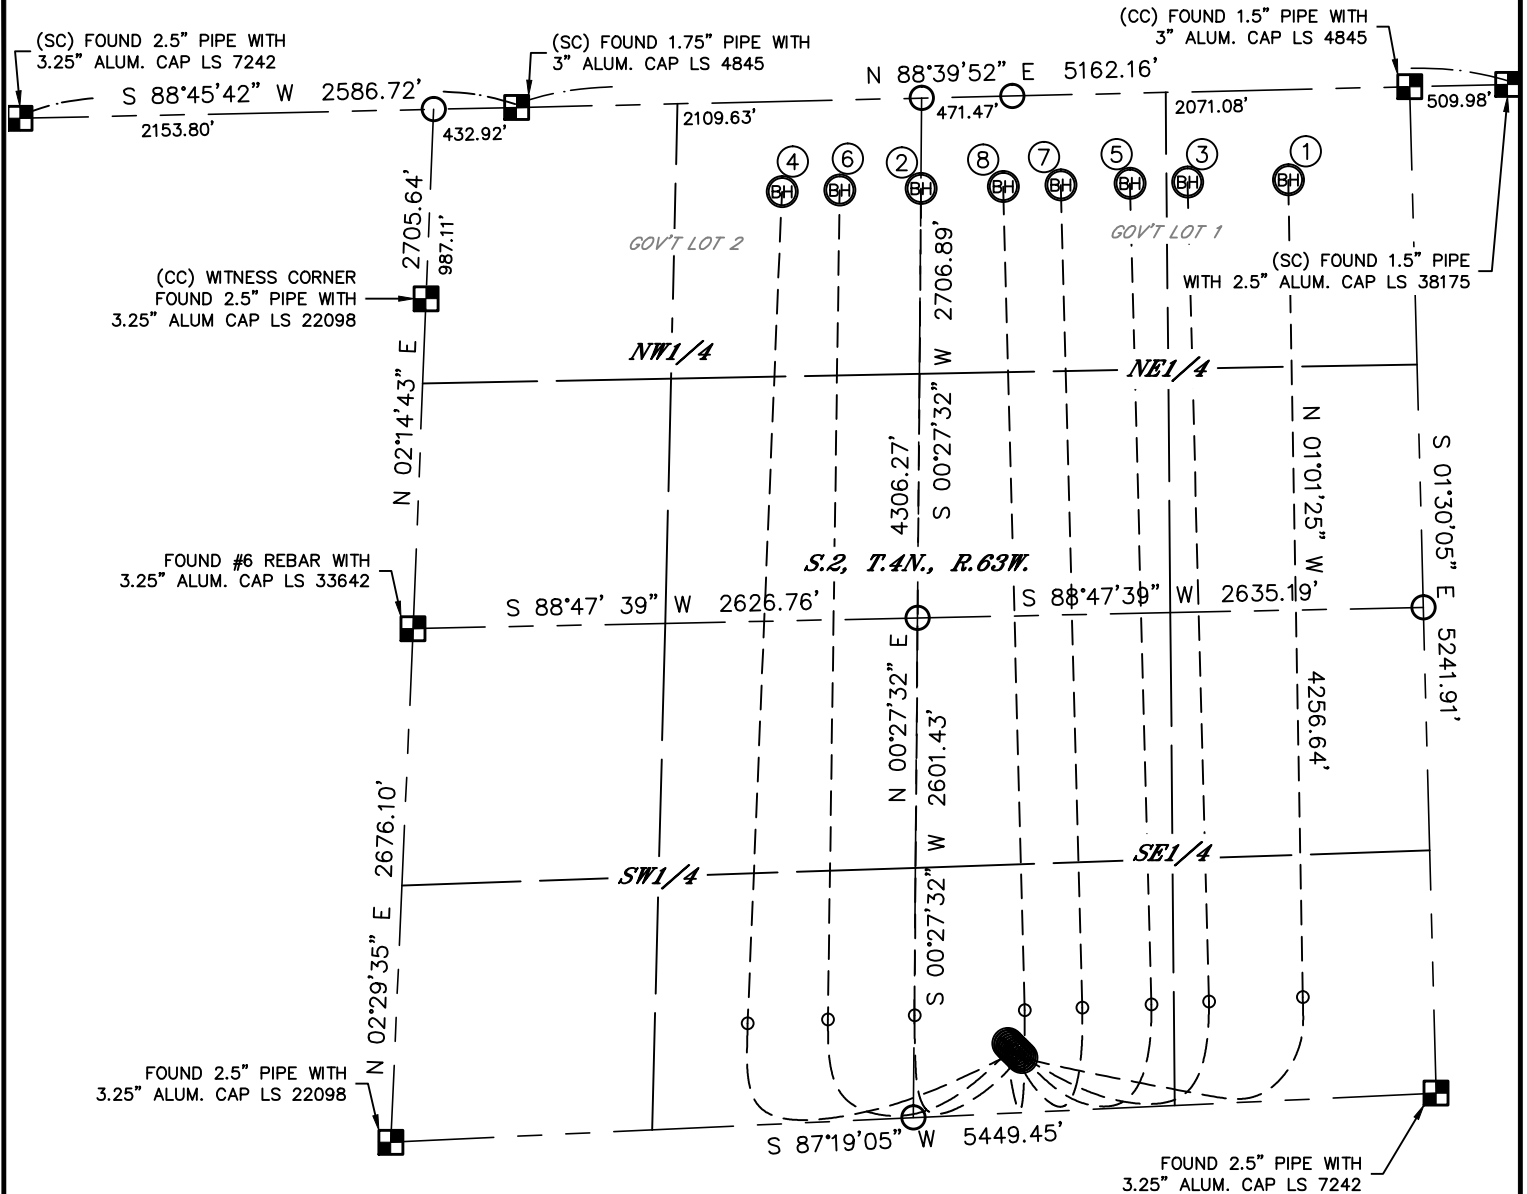 (SC) FOUND 2.5" PIPE WITH
3.25" ALUM. CAP LS 7242
(SC) FOUND 1.75" PIPE WITH
3" ALUM. CAP LS 4845
(CC) FOUND 1.5" PIPE WITH
3" ALUM. CAP LS 4845
S 88°45'42" W 2586.72'
N 88°39'52" E 5162.16'
2153.80'
432.92'
2109.63'
471.47'
2071.08'
509.98'
4
6
2
8
7
5
3
1
BH
BH
BH
BH
BH
BH
BH
BH
2705.64'
987.11'
GOV'T LOT 2
GOV'T LOT 1
2706.89'
(SC) FOUND 1.5" PIPE
WITH 2.5" ALUM. CAP LS 38175
(CC) WITNESS CORNER
FOUND 2.5" PIPE WITH
3.25" ALUM CAP LS 22098
NW1/4
NE1/4
N 02°14'43" E
S 00°27'32" W
4306.27'
N 01°01'25" W
S 01°30'05" E 5241.91'
FOUND #6 REBAR WITH
3.25" ALUM. CAP LS 33642
S.2, T.4N., R.63W.
S 88°47' 39" W 2626.76'
S 88°47'39" W 2635.19'
N 00°27'32" E
4256.64'
S 00°27'32" W 2601.43'
N 02°29'35" E 2676.10'
SW1/4
SE1/4
FOUND 2.5" PIPE WITH
3.25" ALUM. CAP LS 22098
S 87°19'05" W 5449.45'
FOUND 2.5" PIPE WITH
3.25" ALUM. CAP LS 7242